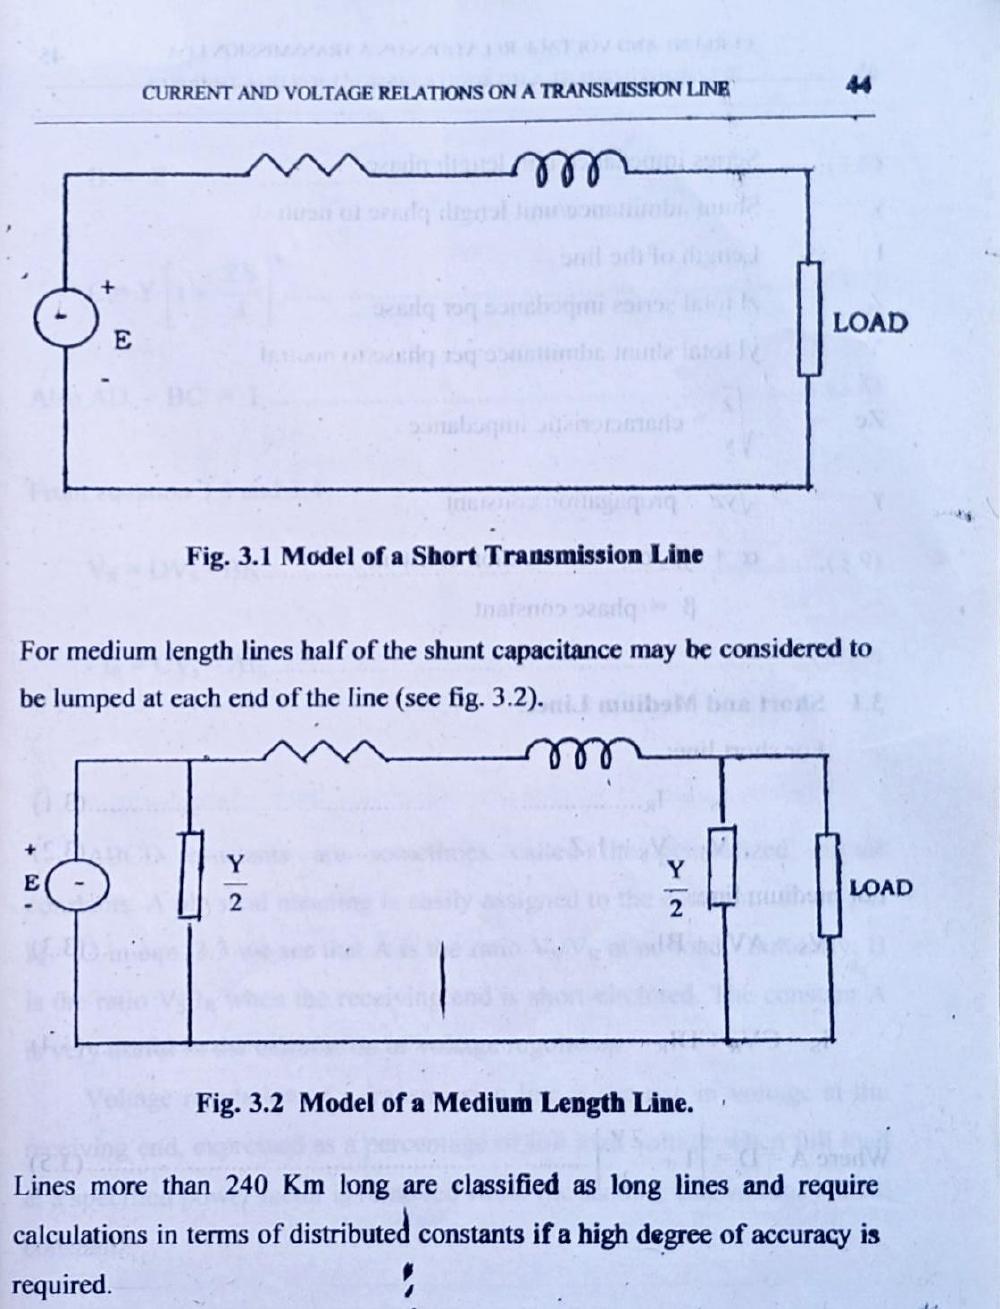 CURRENT AND VOLTAGE RELATIONS ON A TRANSMISSION LINE 44
+
E
-
LOAD
Fig. 3.1 Model of a Short Transmission Line
For medium length lines half of the shunt capacitance may be considered to
be lumped at each end of the line (see fig. 3.2).
+
E
-
Y
2
Y
2
LOAD
Fig. 3.2 Model of a Medium Length Line.
Lines more than 240 Km long are classified as long lines and require
calculations in terms of distributed constants if a high degree of accuracy is
required.